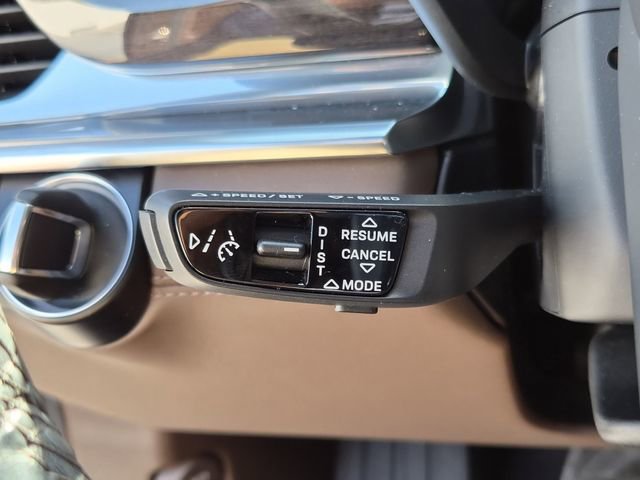 △ + SPEED / SET ▽ - SPEED
DIST
△
RESUME
CANCEL
▽
△ MODE